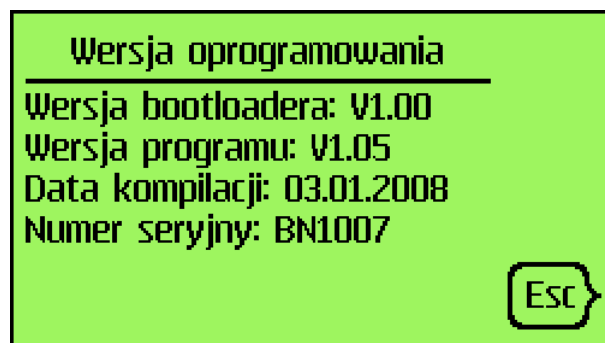 Wersja oprogramowania
Wersja bootloadera: V1.00
Wersja programu: V1.05
Data kompilacji: 03.01.2008
Numer seryjny: BN1007
Esc